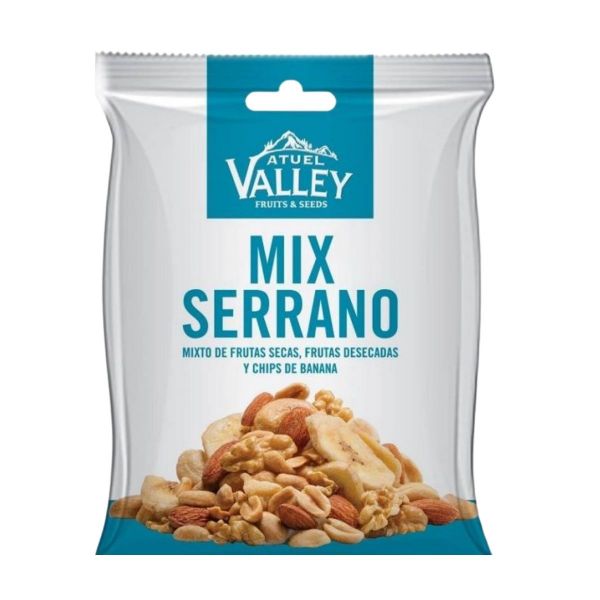 ATUEL
VALLEY
FRUITS & SEEDS
MIX
SERRANO
MIXTO DE FRUTAS SECAS, FRUTAS DESECADAS
Y CHIPS DE BANANA